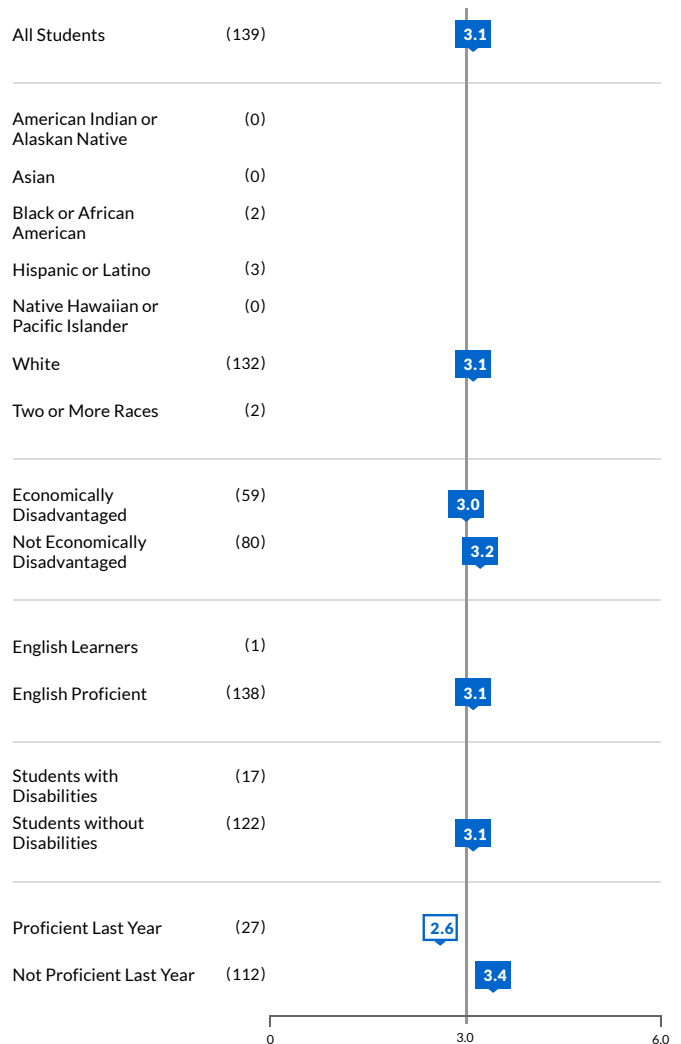 All Students (139) 3.1
American Indian or (0)
Alaskan Native
Asian (0)
Black or African (2)
American
Hispanic or Latino (3)
Native Hawaiian or (0)
Pacific Islander
White (132) 3.1
Two or More Races (2)
Economically (59) 3.0
Disadvantaged
Not Economically (80) 3.2
Disadvantaged
English Learners (1)
English Proficient (138) 3.1
Students with (17)
Disabilities
Students without (122) 3.1
Disabilities
Proficient Last Year (27) 2.6
Not Proficient Last Year (112) 3.4
0 3.0 6.0